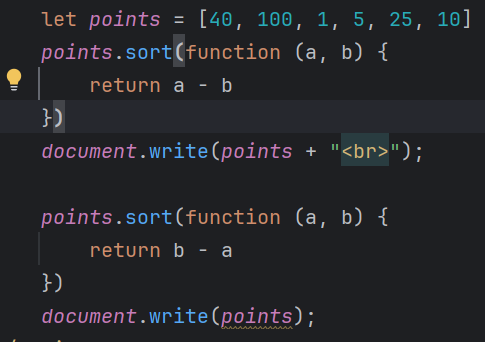 let points = [40, 100, 1, 5, 25, 10]
points.sort(function (a, b) {
    return a - b
})
document.write(points + "<br>");

points.sort(function (a, b) {
    return b - a
})
document.write(points);